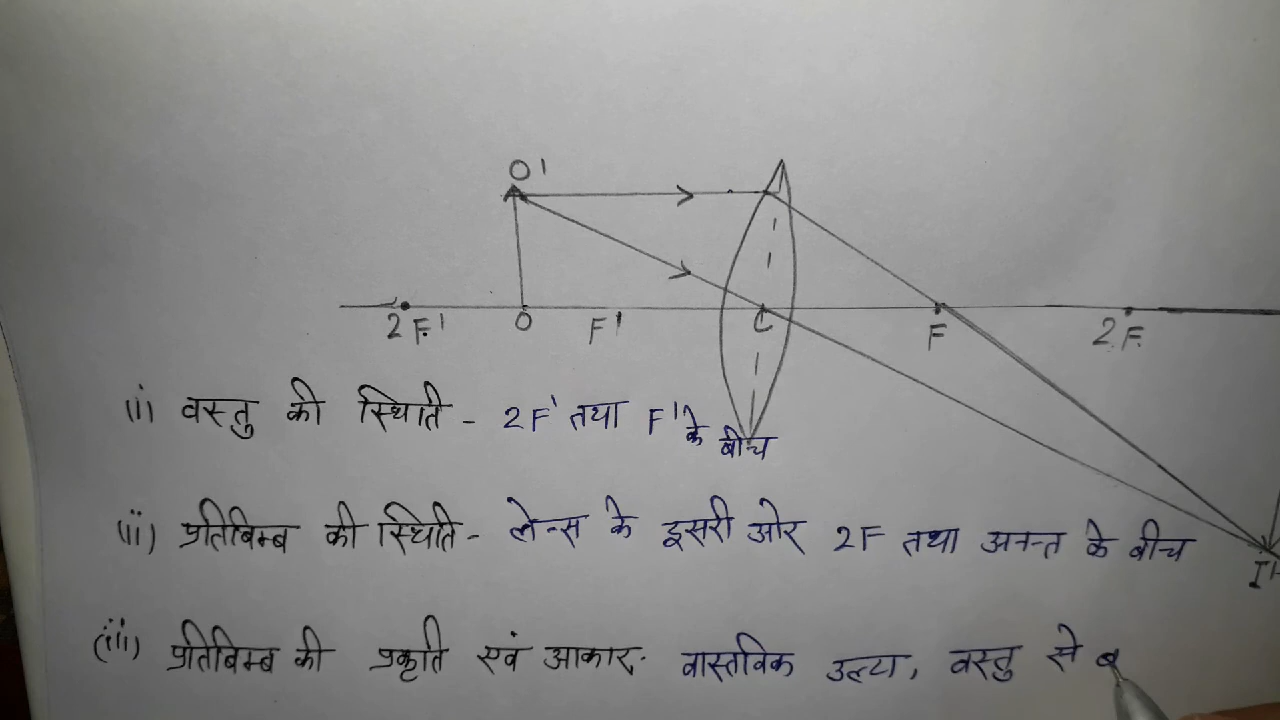 O'
2F' O F' C F 2F
(i) वस्तु की स्थिति - 2F' तथा F' के बीच
(ii) प्रतिबिम्ब की स्थिति - लेन्स के दूसरी ओर 2F तथा अनन्त के बीच
I'
(iii) प्रतिबिम्ब की प्रकृति एवं आकार - वास्तविक उल्टा, वस्तु से